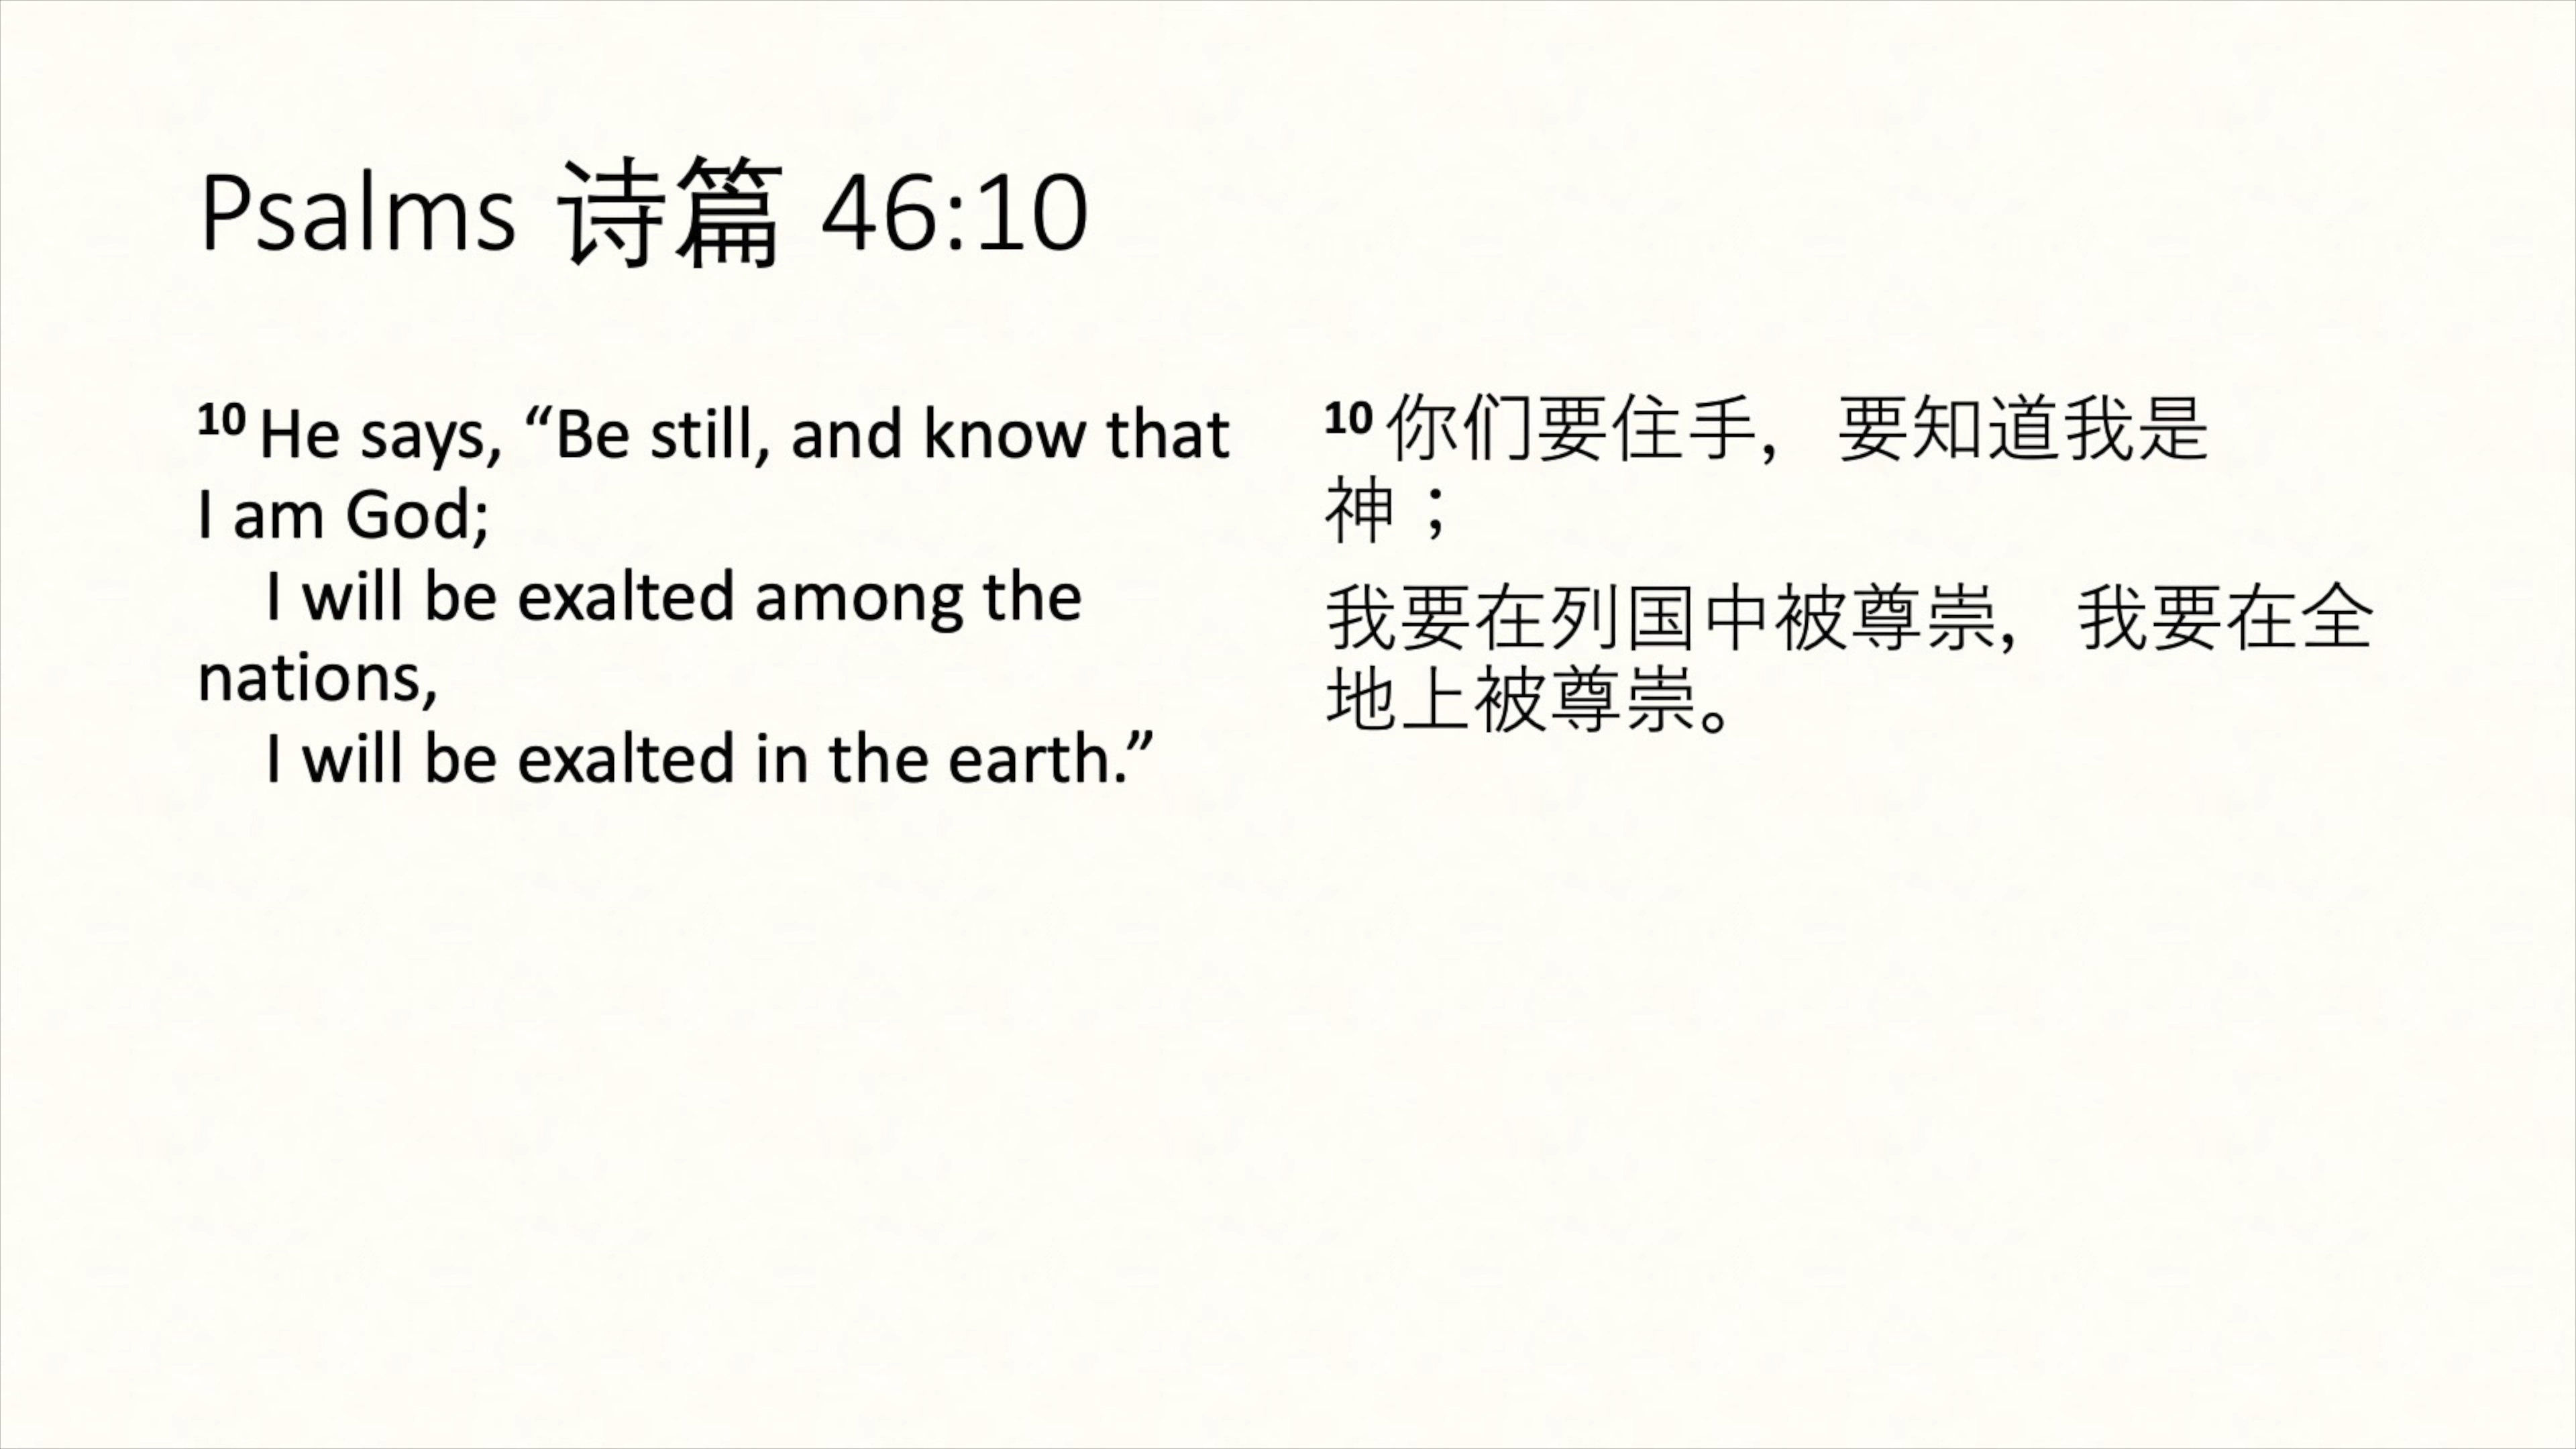 Psalms 诗篇 46:10
10 He says, “Be still, and know that
I am God;
I will be exalted among the
nations,
I will be exalted in the earth.”
10 你们要住手，要知道我是
神；
我要在列国中被尊崇，我要在全
地上被尊崇。